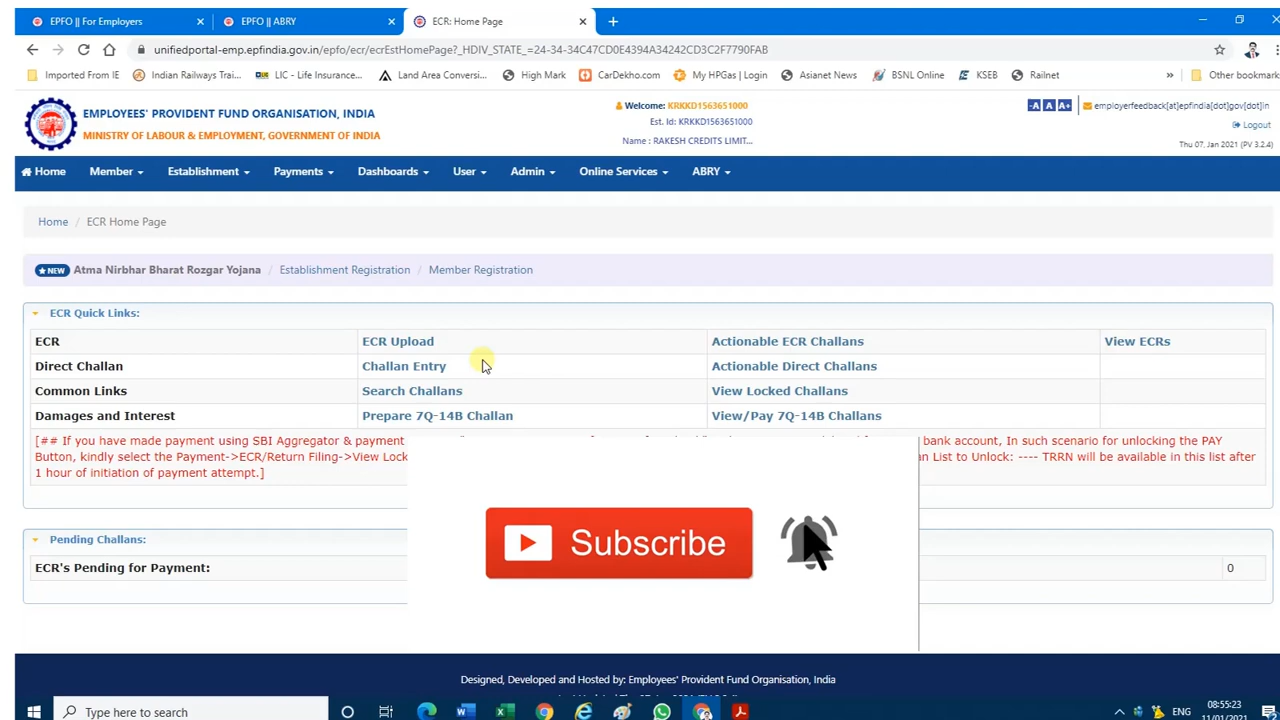 EPFO || For Employers
EPFO || ABRY
ECR: Home Page
unifiedportal-emp.epfindia.gov.in/epfo/ecr/ecrEstHomePage?_HDIV_STATE_=24-34-34C47CD0E4394A34242CD3C2F7790FAB
Imported From IE
Indian Railways Trai...
LIC - Life Insurance...
Land Area Conversi...
High Mark
CarDekho.com
My HPGas | Login
Asianet News
BSNL Online
KSEB
Railnet
»
Other bookmark
EMPLOYEES' PROVIDENT FUND ORGANISATION, INDIA
MINISTRY OF LABOUR & EMPLOYMENT, GOVERNMENT OF INDIA
Welcome: KRKKD1563651000
Est. Id: KRKKD1563651000
Name : RAKESH CREDITS LIMIT...
-A A A+
employerfeedback[at]epfindia[dot]gov[dot]in
Logout
Thu 07, Jan 2021 (PV 3.2.4)
Home Member Establishment Payments Dashboards User Admin Online Services ABRY
Home / ECR Home Page
NEW Atma Nirbhar Bharat Rozgar Yojana / Establishment Registration / Member Registration
ECR Quick Links:
ECR ECR Upload Actionable ECR Challans View ECRs
Direct Challan Challan Entry Actionable Direct Challans
Common Links Search Challans View Locked Challans
Damages and Interest Prepare 7Q-14B Challan View/Pay 7Q-14B Challans
[## If you have made payment using SBI Aggregator & payment bank account, In such scenario for unlocking the PAY
Button, kindly select the Payment->ECR/Return Filing->View Lock n List to Unlock: ---- TRRN will be available in this list after
1 hour of initiation of payment attempt.]
Subscribe
Pending Challans:
ECR's Pending for Payment: 0
Designed, Developed and Hosted by: Employees' Provident Fund Organisation, India
Type here to search
ENG
08:55:23
11/01/2021